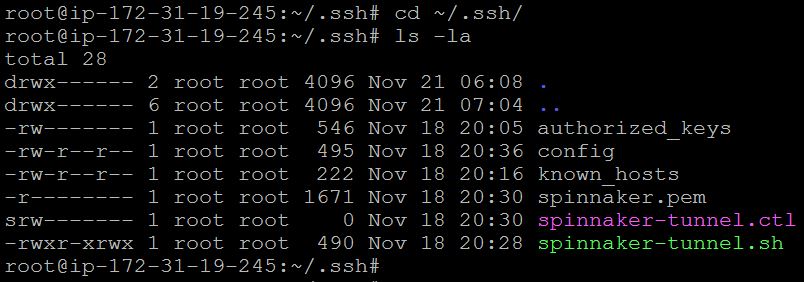 root@ip-172-31-19-245:~/.ssh# cd ~/.ssh/
root@ip-172-31-19-245:~/.ssh# ls -la
total 28
drwx------ 2 root root 4096 Nov 21 06:08 .
drwx------ 6 root root 4096 Nov 21 07:04 ..
-rw------- 1 root root  546 Nov 18 20:05 authorized_keys
-rw-r--r-- 1 root root  495 Nov 18 20:36 config
-rw-r--r-- 1 root root  222 Nov 18 20:16 known_hosts
-r-------- 1 root root 1671 Nov 18 20:30 spinnaker.pem
srw------- 1 root root    0 Nov 18 20:30 spinnaker-tunnel.ctl
-rwxr-xrwx 1 root root  490 Nov 18 20:28 spinnaker-tunnel.sh
root@ip-172-31-19-245:~/.ssh#